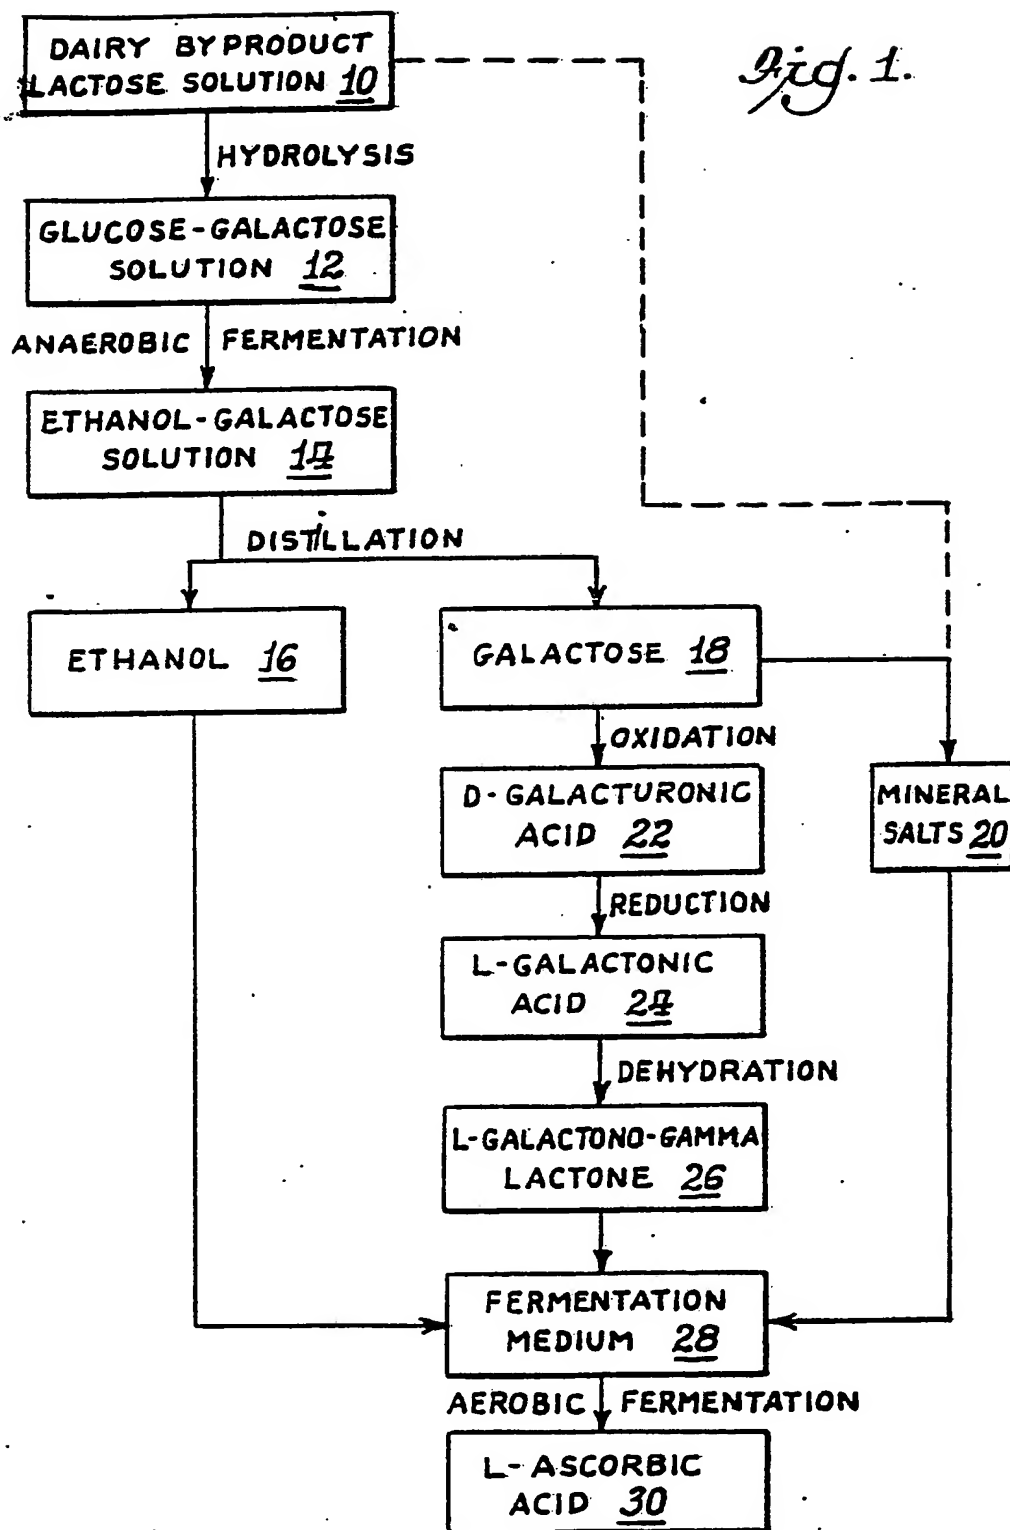 Fig. 1.
DAIRY BYPRODUCT
LACTOSE SOLUTION 10
HYDROLYSIS
GLUCOSE-GALACTOSE
SOLUTION 12
ANAEROBIC FERMENTATION
ETHANOL-GALACTOSE
SOLUTION 14
DISTILLATION
ETHANOL 16
GALACTOSE 18
OXIDATION
D-GALACTURONIC
ACID 22
MINERAL
SALTS 20
REDUCTION
L-GALACTONIC
ACID 24
DEHYDRATION
L-GALACTONO-GAMMA
LACTONE 26
FERMENTATION
MEDIUM 28
AEROBIC FERMENTATION
L-ASCORBIC
ACID 30